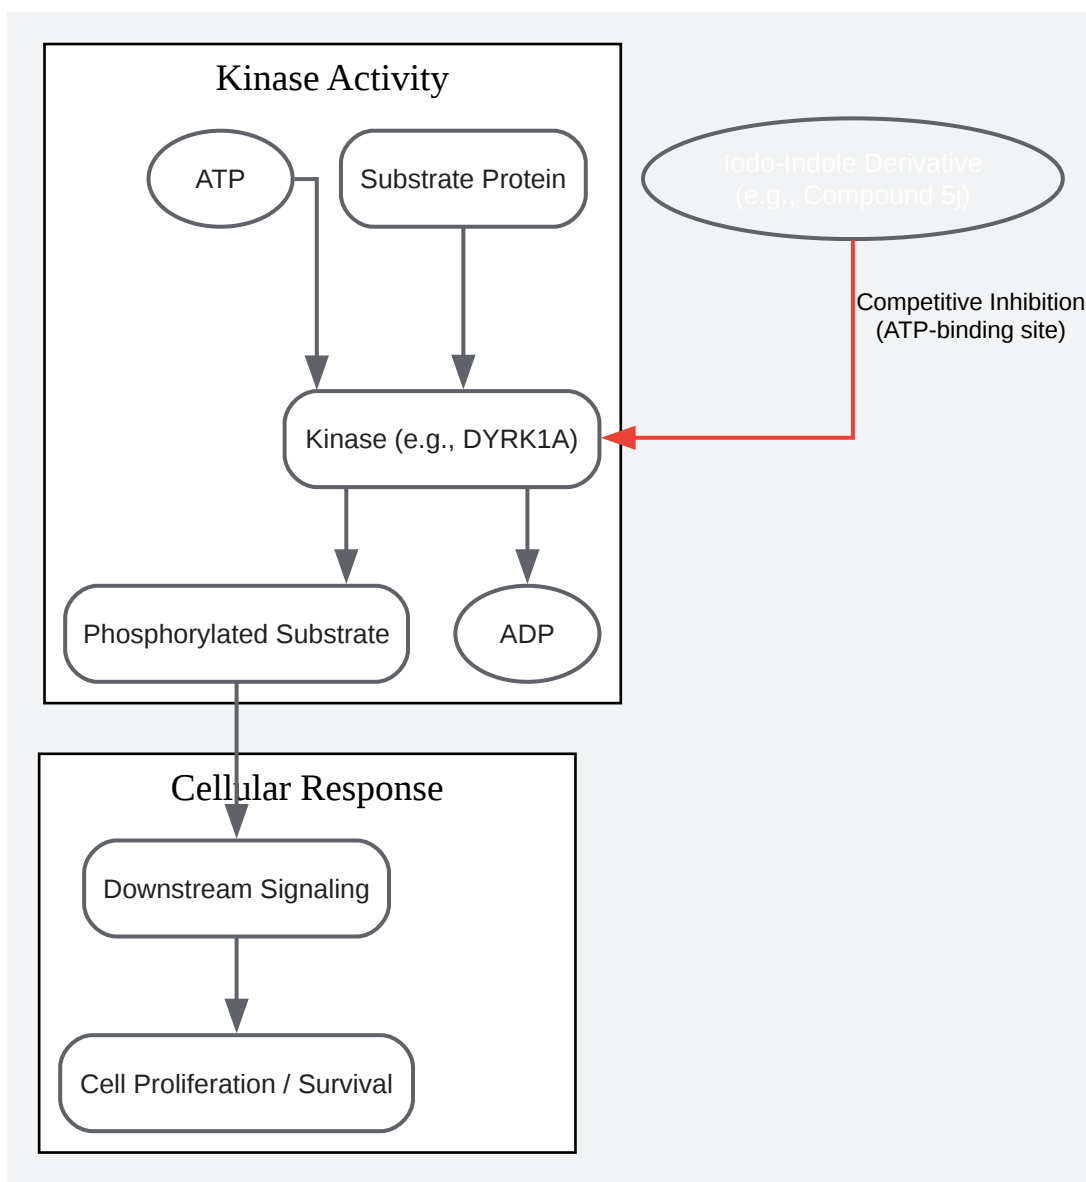 Kinase Activity
ATP
Substrate Protein
Iodo-Indole Derivative
(e.g., Compound 5j)
Competitive Inhibition
(ATP-binding site)
Kinase (e.g., DYRK1A)
Phosphorylated Substrate
ADP
Cellular Response
Downstream Signaling
Cell Proliferation / Survival